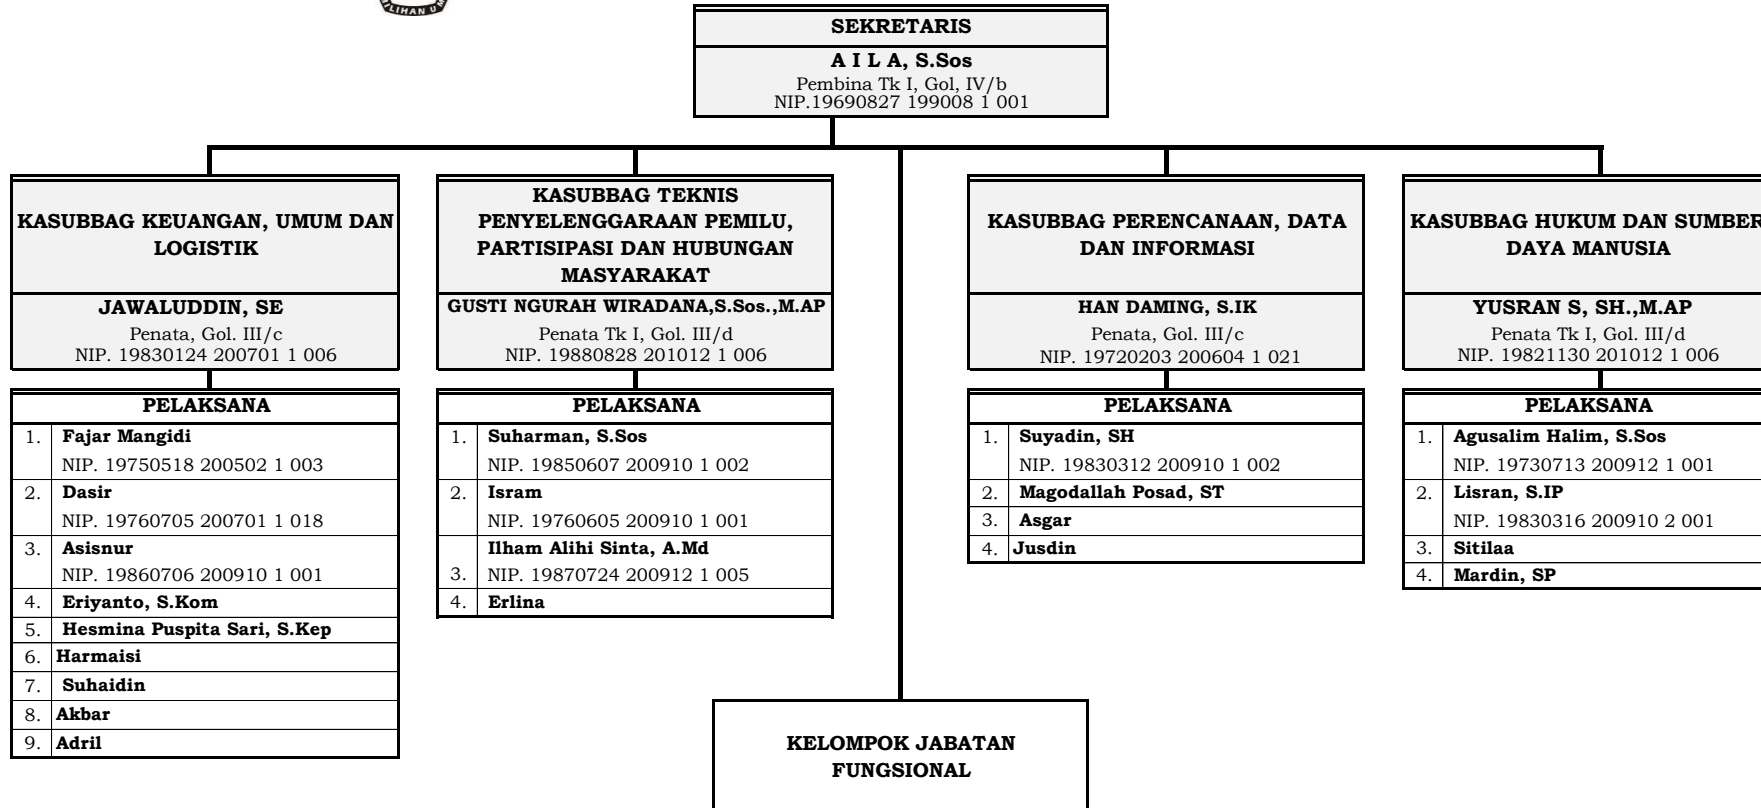 ILIHAN UM
SEKRETARIS
A I L A, S.Sos
Pembina Tk I, Gol, IV/b
NIP.19690827 199008 1 001
KASUBBAG KEUANGAN, UMUM DAN
LOGISTIK
JAWALUDDIN, SE
Penata, Gol. III/c
NIP. 19830124 200701 1 006
PELAKSANA
1. Fajar Mangidi
NIP. 19750518 200502 1 003
2. Dasir
NIP. 19760705 200701 1 018
3. Asisnur
NIP. 19860706 200910 1 001
4. Eriyanto, S.Kom
5. Hesmina Puspita Sari, S.Kep
6. Harmaisi
7. Suhaidin
8. Akbar
9. Adril
KASUBBAG TEKNIS
PENYELENGGARAAN PEMILU,
PARTISIPASI DAN HUBUNGAN
MASYARAKAT
GUSTI NGURAH WIRADANA,S.Sos.,M.AP
Penata Tk I, Gol. III/d
NIP. 19880828 201012 1 006
PELAKSANA
1. Suharman, S.Sos
NIP. 19850607 200910 1 002
2. Isram
NIP. 19760605 200910 1 001
Ilham Alihi Sinta, A.Md
3. NIP. 19870724 200912 1 005
4. Erlina
KASUBBAG PERENCANAAN, DATA
DAN INFORMASI
HAN DAMING, S.IK
Penata, Gol. III/c
NIP. 19720203 200604 1 021
PELAKSANA
1. Suyadin, SH
NIP. 19830312 200910 1 002
2. Magodallah Posad, ST
3. Asgar
4. Jusdin
KASUBBAG HUKUM DAN SUMBER
DAYA MANUSIA
YUSRAN S, SH.,M.AP
Penata Tk I, Gol. III/d
NIP. 19821130 201012 1 006
PELAKSANA
1. Agusalim Halim, S.Sos
NIP. 19730713 200912 1 001
2. Lisran, S.IP
NIP. 19830316 200910 2 001
3. Sitilaa
4. Mardin, SP
KELOMPOK JABATAN
FUNGSIONAL